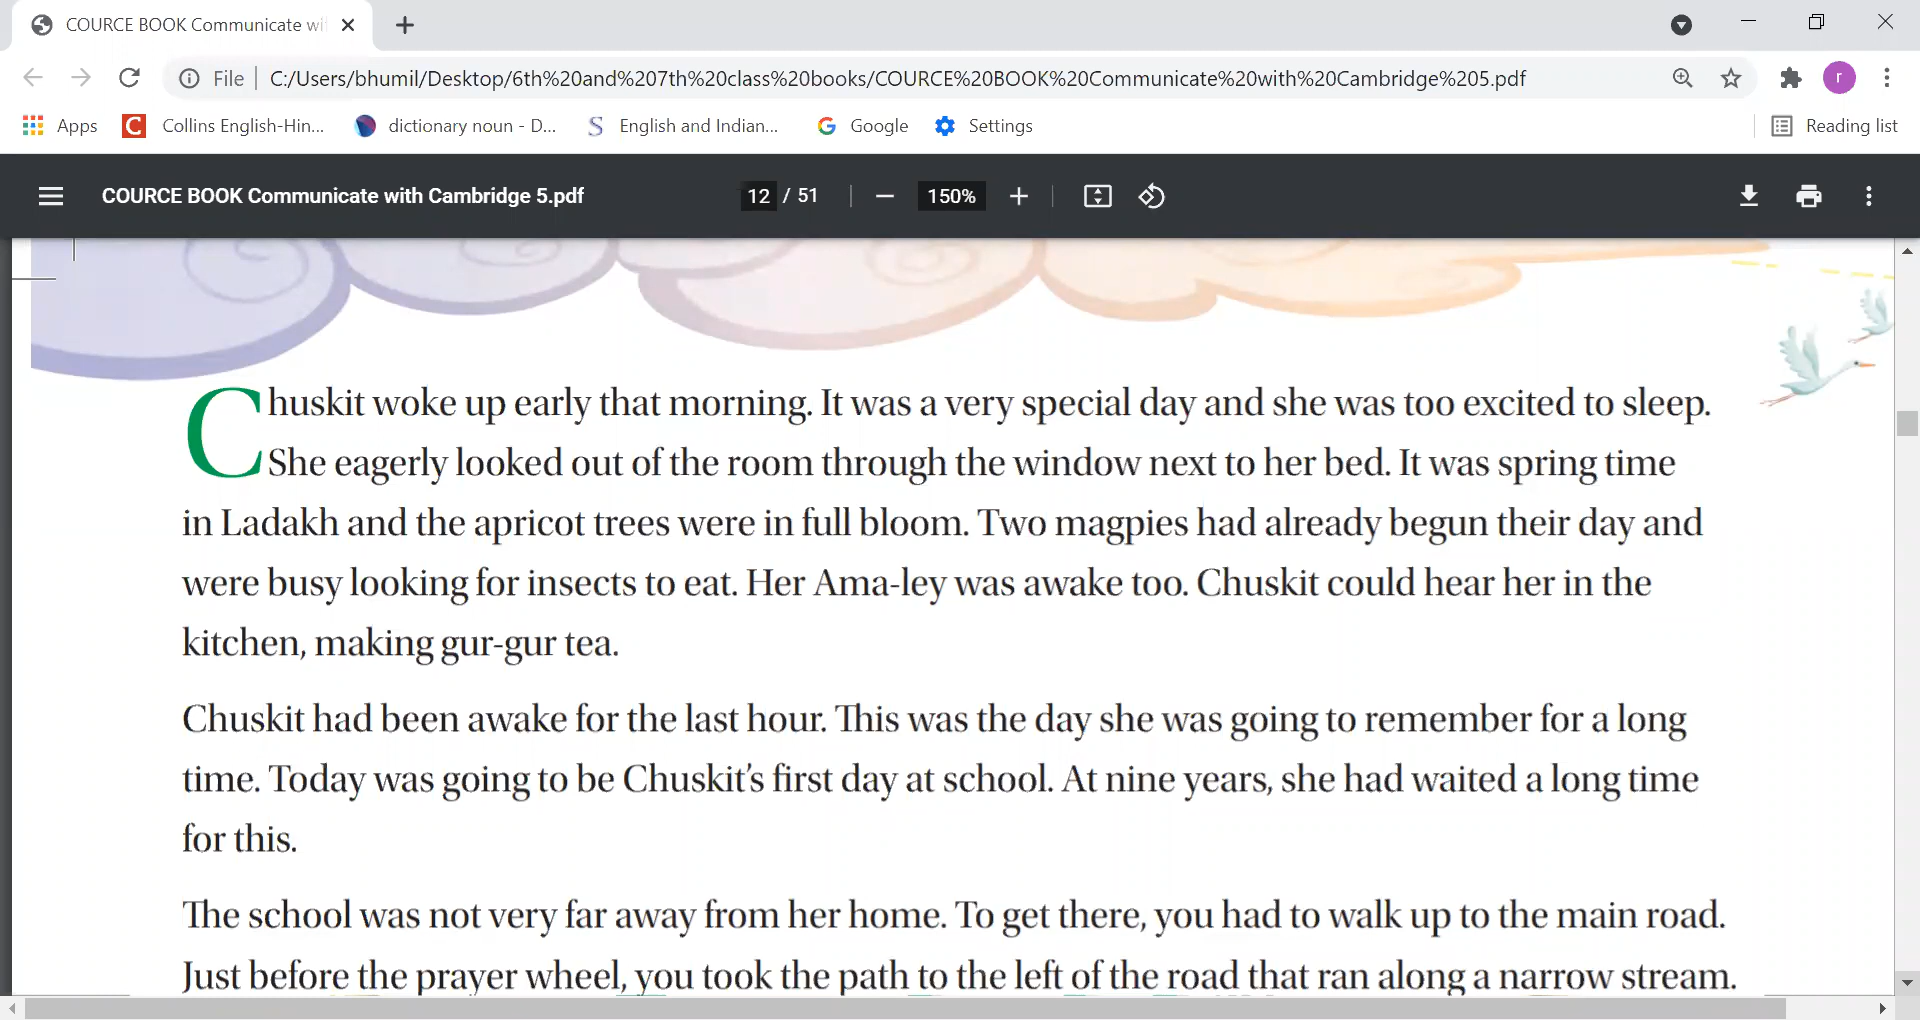 COURCE BOOK Communicate wi
File C:/Users/bhumil/Desktop/6th%20and%207th%20class%20books/COURCE%20BOOK%20Communicate%20with%20Cambridge%205.pdf r
Apps C Collins English-Hin... dictionary noun - D... S English and Indian... G Google Settings Reading list
COURCE BOOK Communicate with Cambridge 5.pdf 12 / 51 150%
Chuskit woke up early that morning. It was a very special day and she was too excited to sleep.
She eagerly looked out of the room through the window next to her bed. It was spring time
in Ladakh and the apricot trees were in full bloom. Two magpies had already begun their day and
were busy looking for insects to eat. Her Ama-ley was awake too. Chuskit could hear her in the
kitchen, making gur-gur tea.
Chuskit had been awake for the last hour. This was the day she was going to remember for a long
time. Today was going to be Chuskit’s first day at school. At nine years, she had waited a long time
for this.
The school was not very far away from her home. To get there, you had to walk up to the main road.
Just before the prayer wheel, you took the path to the left of the road that ran along a narrow stream.